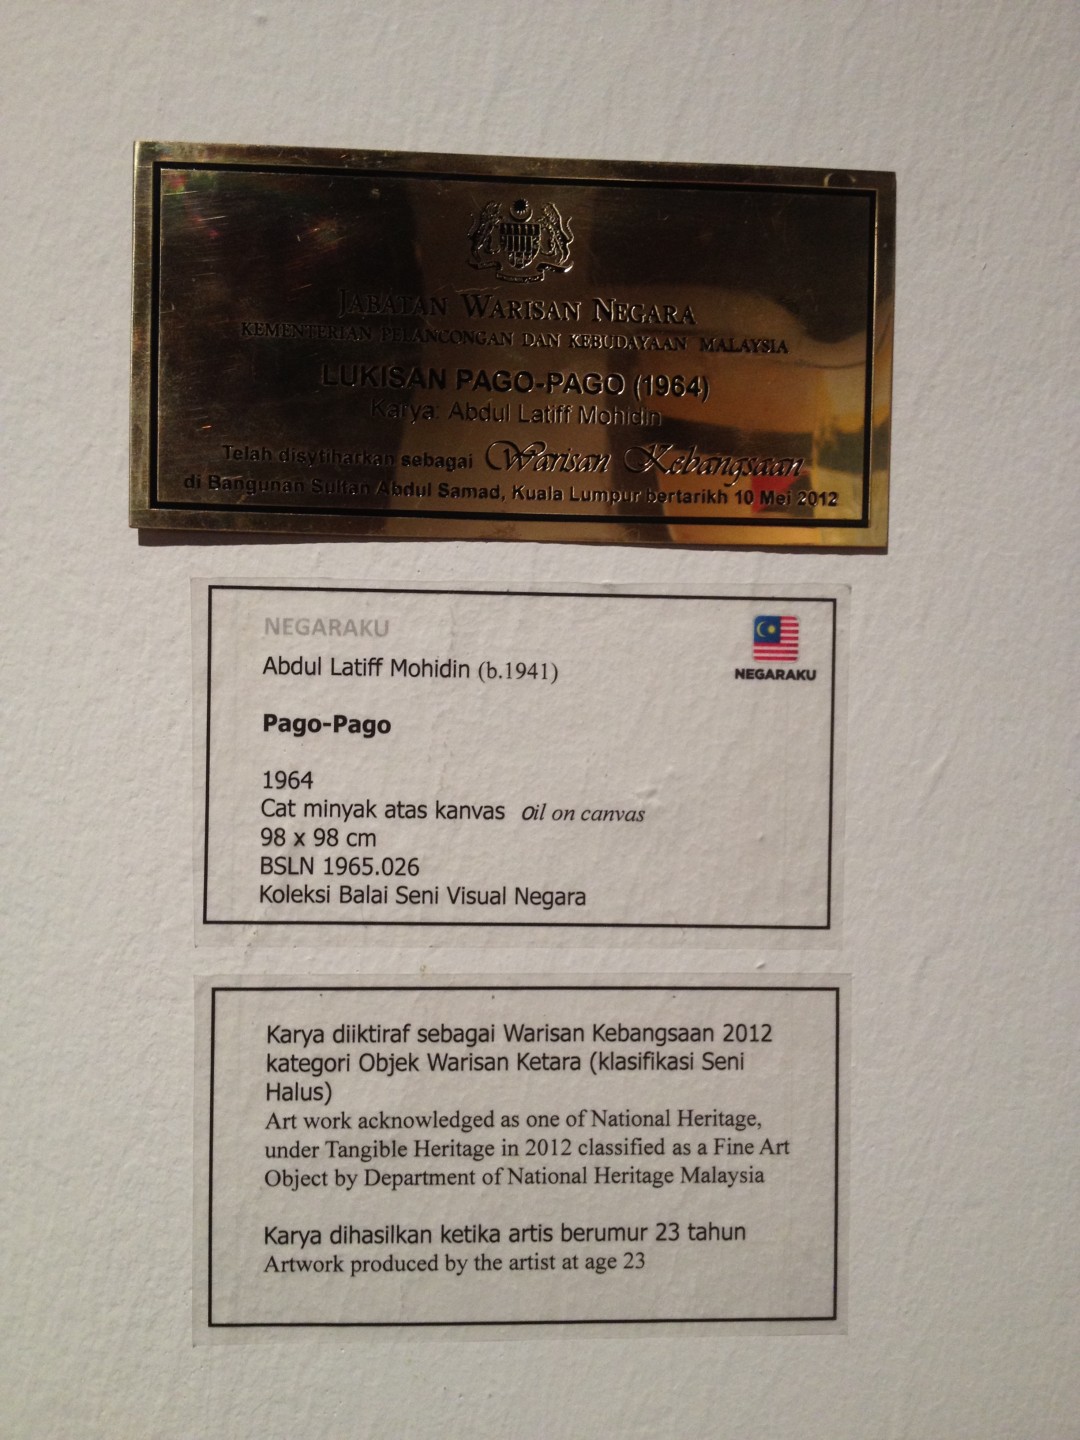 JABATAN WARISAN NEGARA
KEMENTERIAN PELANCONGAN DAN KEBUDAYAAN MALAYSIA
LUKISAN PAGO-PAGO (1964)
Karya: Abdul Latiff Mohidin
Telah disytiharkan sebagai Warisan Kebangsaan
di Bangunan Sultan Abdul Samad, Kuala Lumpur bertarikh 10 Mei 2012
NEGARAKU
Abdul Latiff Mohidin (b.1941)
NEGARAKU
Pago-Pago
1964
Cat minyak atas kanvas Oil on canvas
98 x 98 cm
BSLN 1965.026
Koleksi Balai Seni Visual Negara
Karya diiktiraf sebagai Warisan Kebangsaan 2012
kategori Objek Warisan Ketara (klasifikasi Seni
Halus)
Art work acknowledged as one of National Heritage,
under Tangible Heritage in 2012 classified as a Fine Art
Object by Department of National Heritage Malaysia
Karya dihasilkan ketika artis berumur 23 tahun
Artwork produced by the artist at age 23